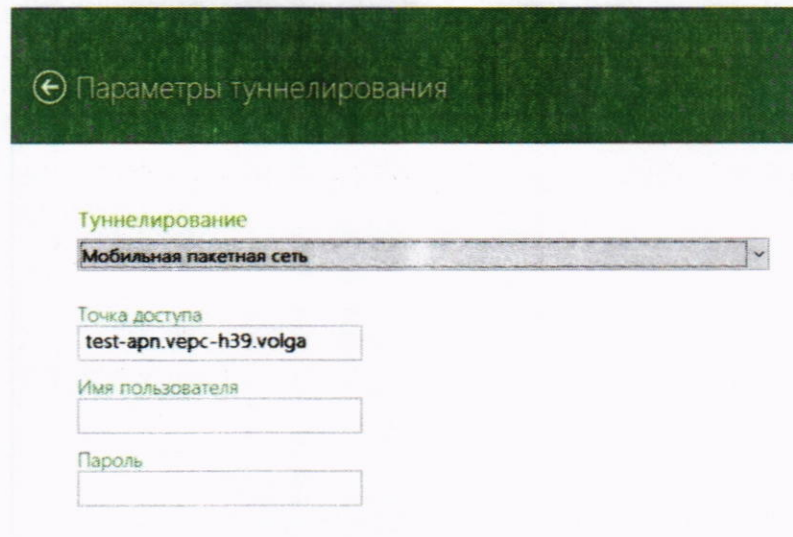 Параметры туннелирования
Туннелирование
Мобильная пакетная сеть
Точка доступа
test-apn.vepc-h39.volga
Имя пользователя
Пароль